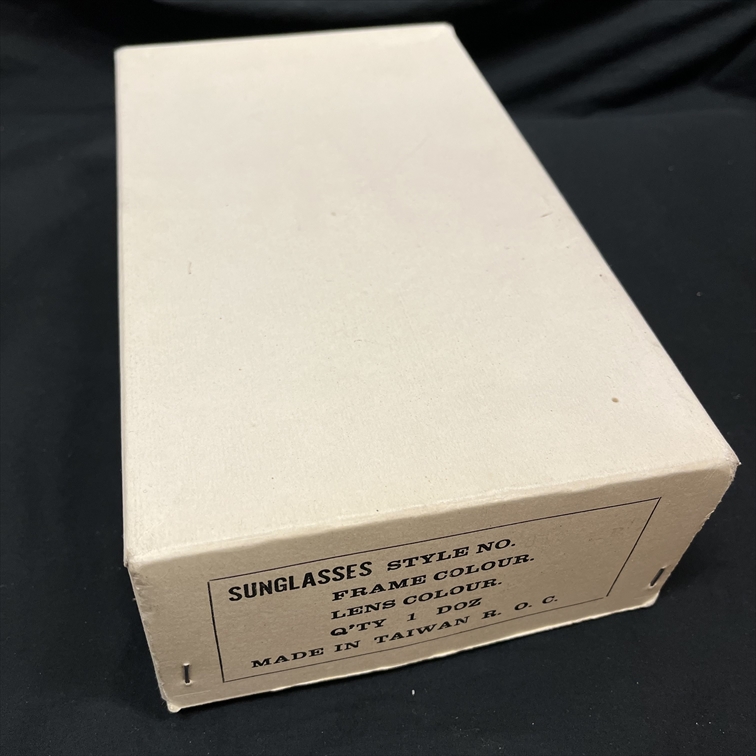 SUNGLASSES STYLE NO.
FRAME COLOUR.
LENS COLOUR.
Q'TY 1 DOZ
MADE IN TAIWAN R. O. C.